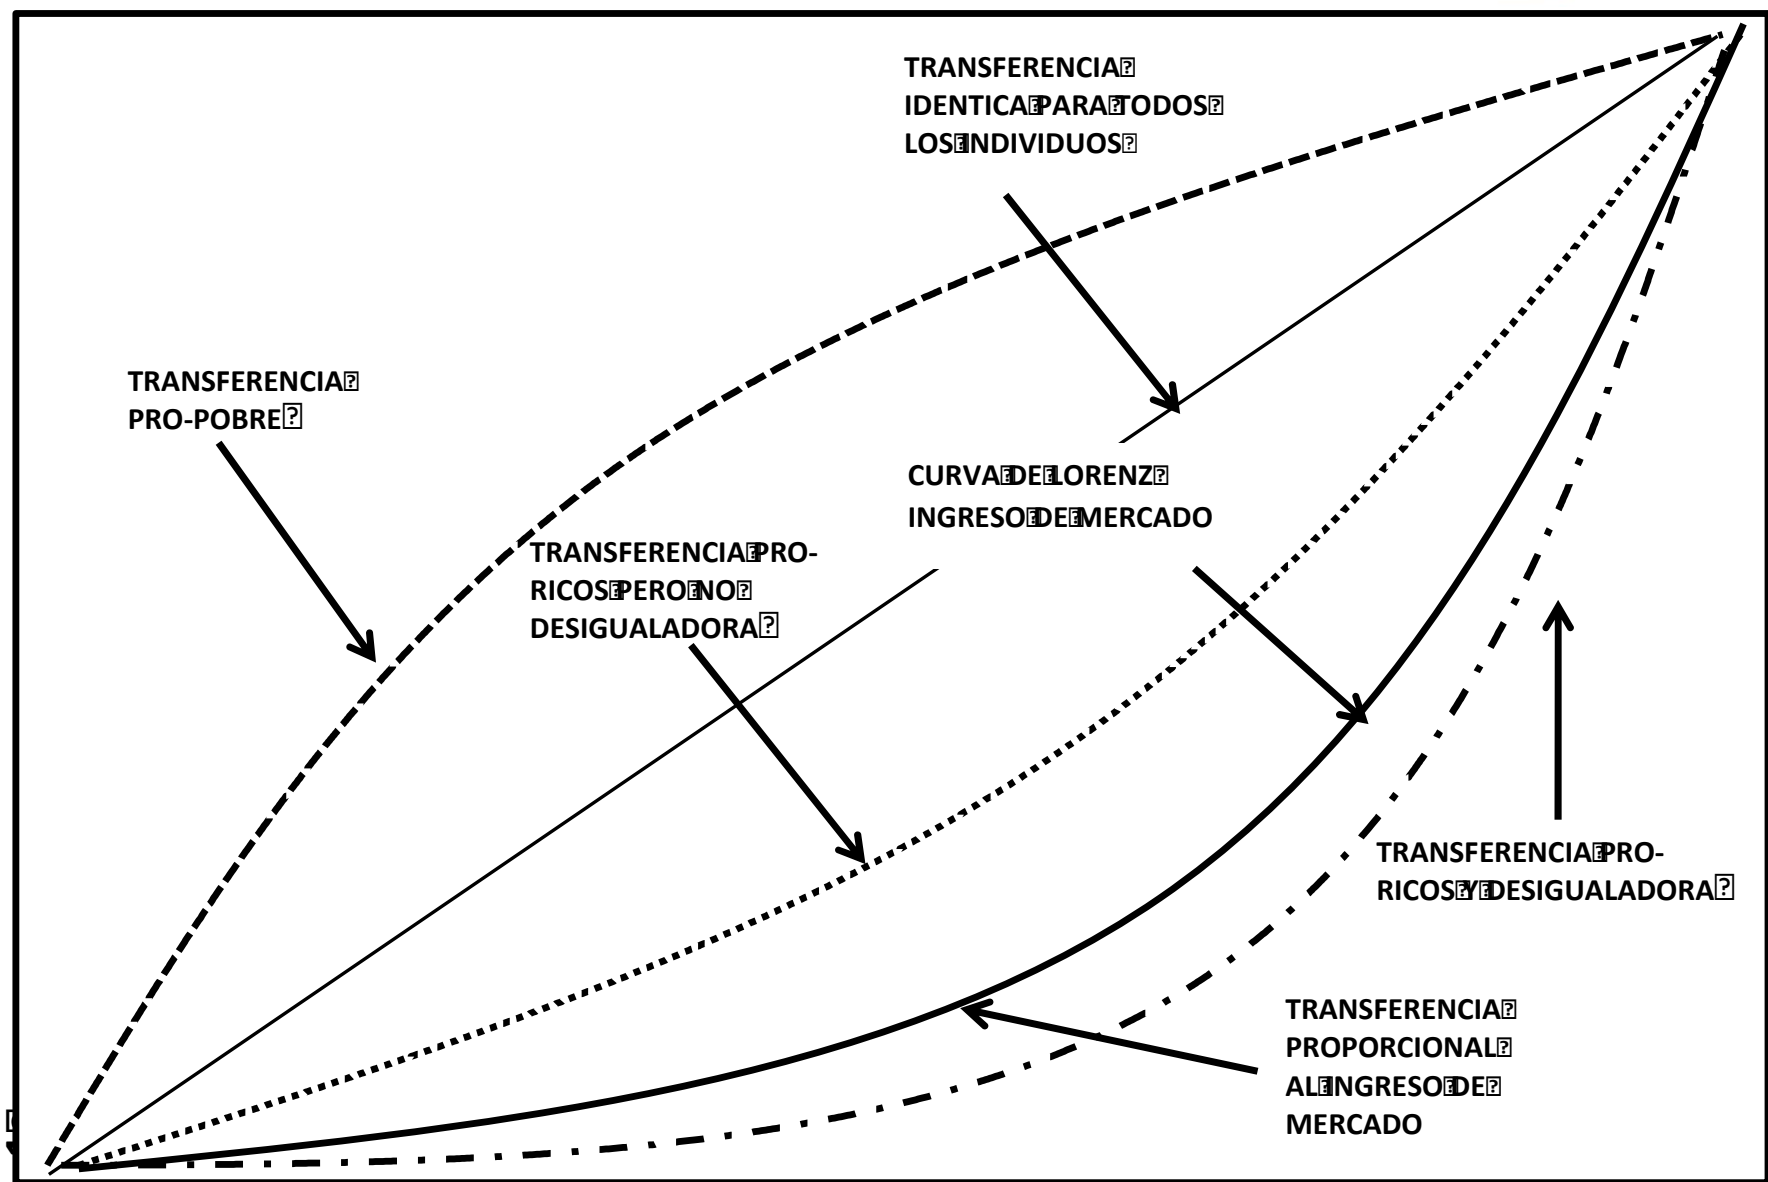 TRANSFERENCIA
IDENTICA PARA TODOS
LOS INDIVIDUOS
TRANSFERENCIA
PRO-POBRE
CURVA DE LORENZ
INGRESO DE MERCADO
TRANSFERENCIA PRO-
RICOS PERO NO
DESIGUALADORA
TRANSFERENCIA PRO-
RICOS Y DESIGUALADORA
TRANSFERENCIA
PROPORCIONAL
AL INGRESO DE
MERCADO